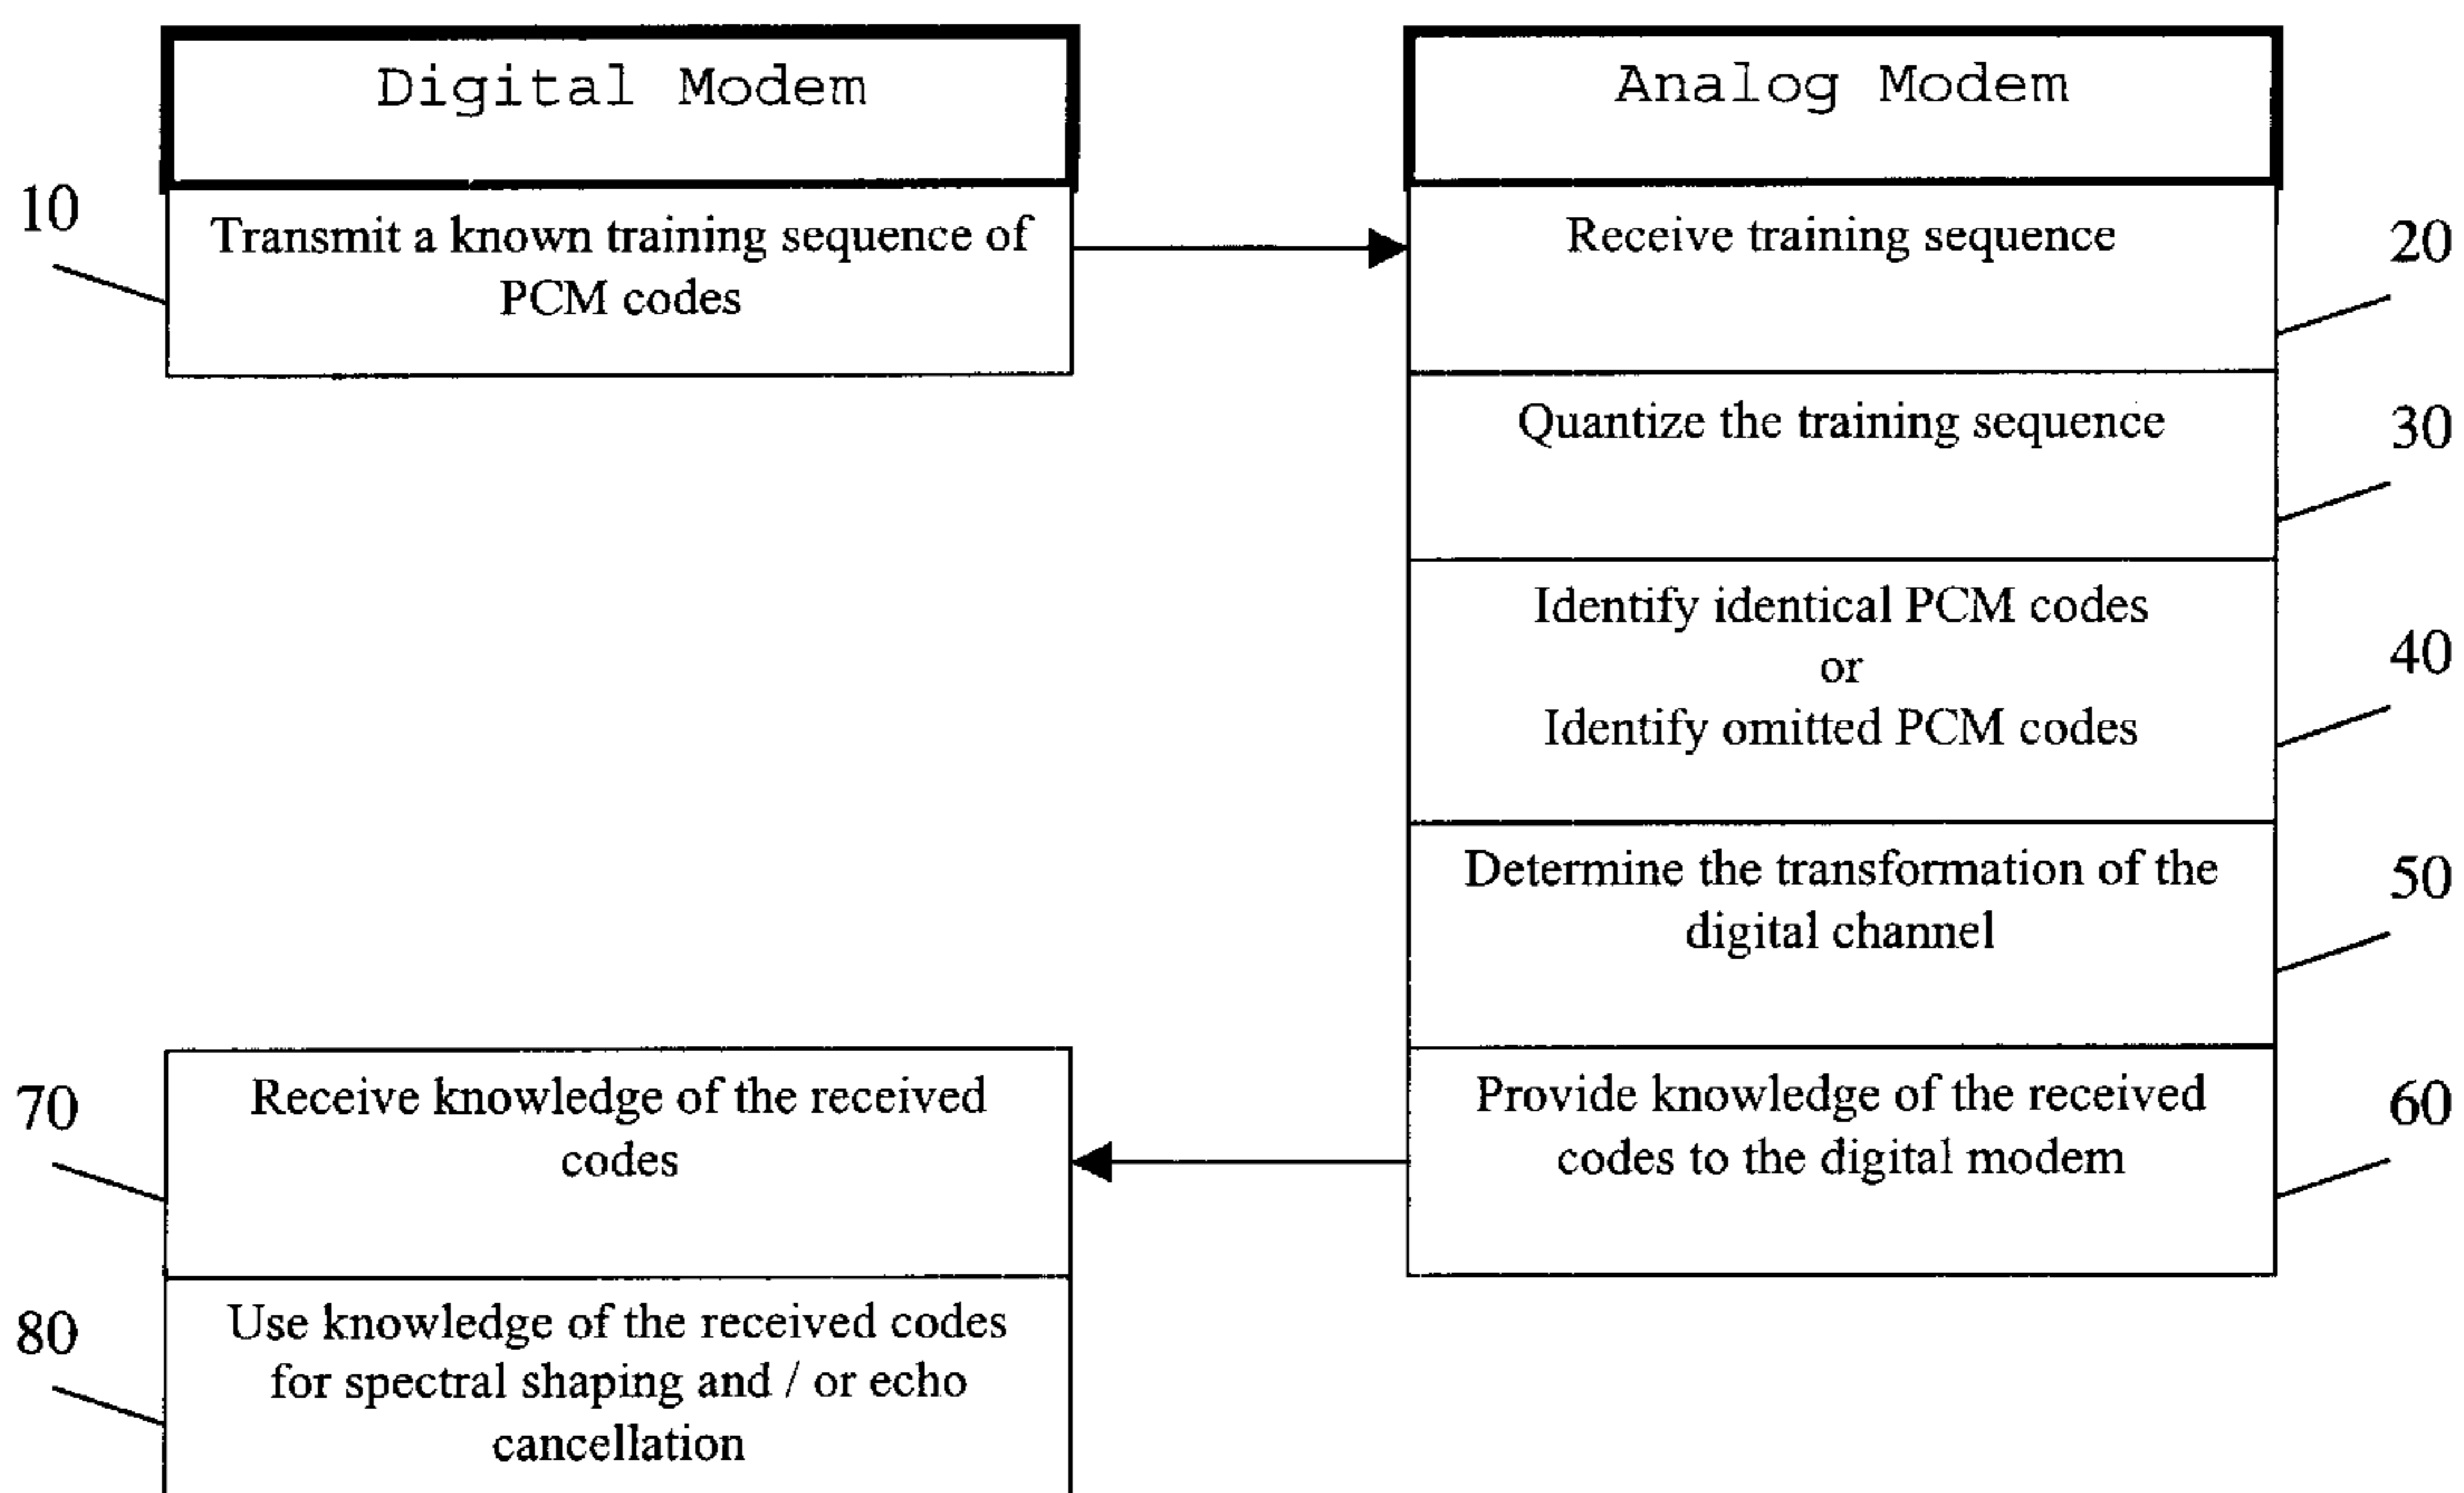 Digital Modem
Analog Modem
10
Transmit a known training sequence of
PCM codes
Receive training sequence
20
Quantize the training sequence
30
Identify identical PCM codes
or
Identify omitted PCM codes
40
Determine the transformation of the
digital channel
50
70
Receive knowledge of the received
codes
Provide knowledge of the received
codes to the digital modem
60
80
Use knowledge of the received codes
for spectral shaping and / or echo
cancellation